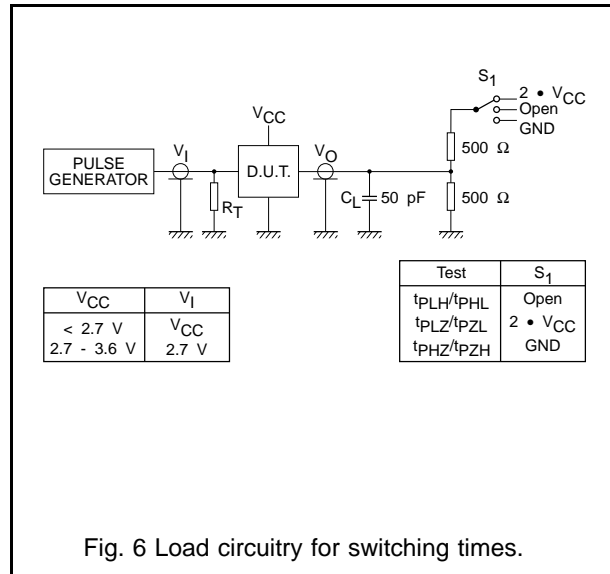 S1
2 • VCC
Open
GND
VCC
500 Ω
PULSE
GENERATOR
VI
D.U.T.
VO
RT
CL
50 pF
500 Ω
VCC VI
< 2.7 V VCC
2.7 - 3.6 V 2.7 V
Test S1
tPLH/tPHL Open
tPLZ/tPZL 2 • VCC
tPHZ/tPZH GND
Fig. 6 Load circuitry for switching times.